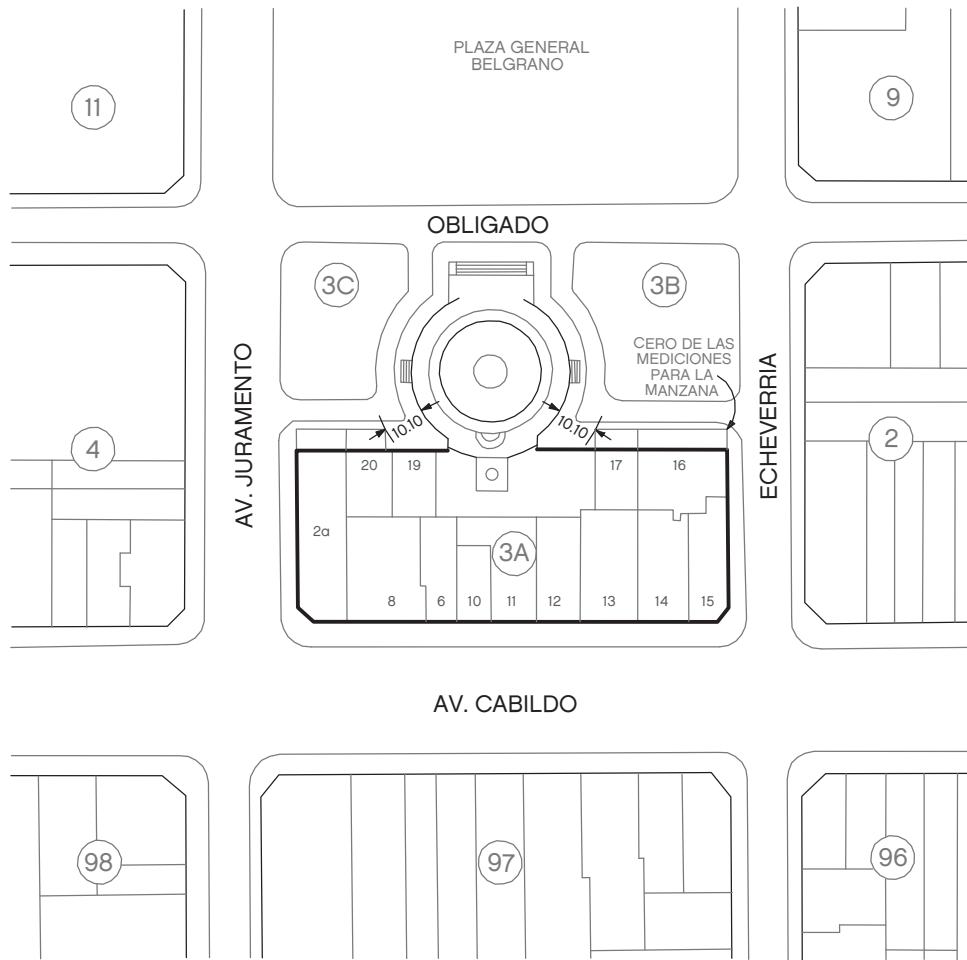 PLAZA GENERAL
BELGRANO
11
9
OBLIGADO
3C
3B
CERO DE LAS
MEDICIONES
PARA LA
MANZANA
AV. JURAMENTO
ECHEVERRIA
4
2
10.10
10.10
20
19
17
16
2a
3A
8
6
10
11
12
13
14
15
AV. CABILDO
98
97
96